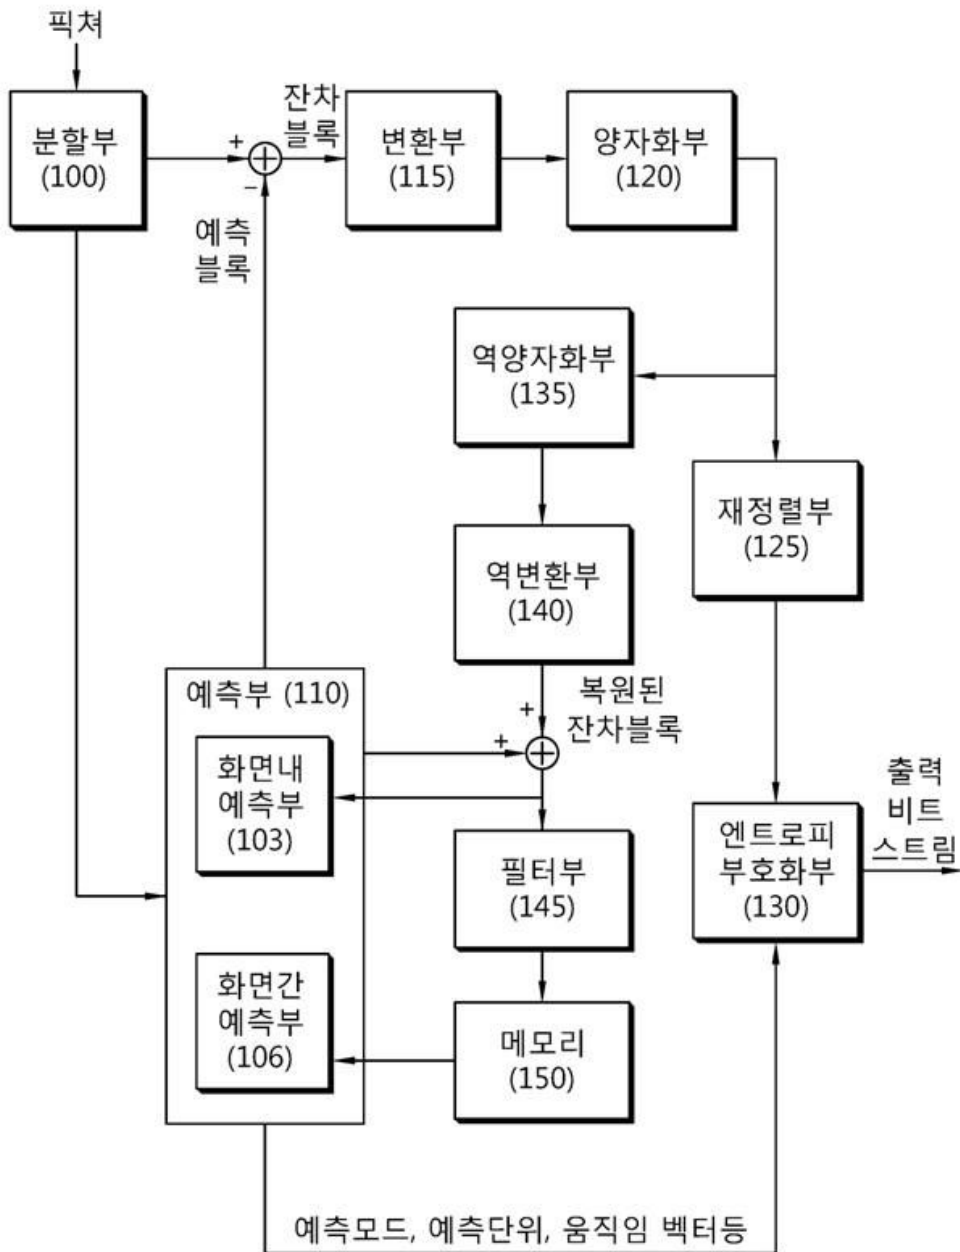 픽쳐
분할부
(100)
+
−
잔차
블록
변환부
(115)
양자화부
(120)
예측
블록
역양자화부
(135)
재정렬부
(125)
역변환부
(140)
예측부 (110)
+
+
복원된
잔차블록
화면내
예측부
(103)
필터부
(145)
엔트로피
부호화부
(130)
출력
비트
스트림
화면간
예측부
(106)
메모리
(150)
예측모드, 예측단위, 움직임 벡터등